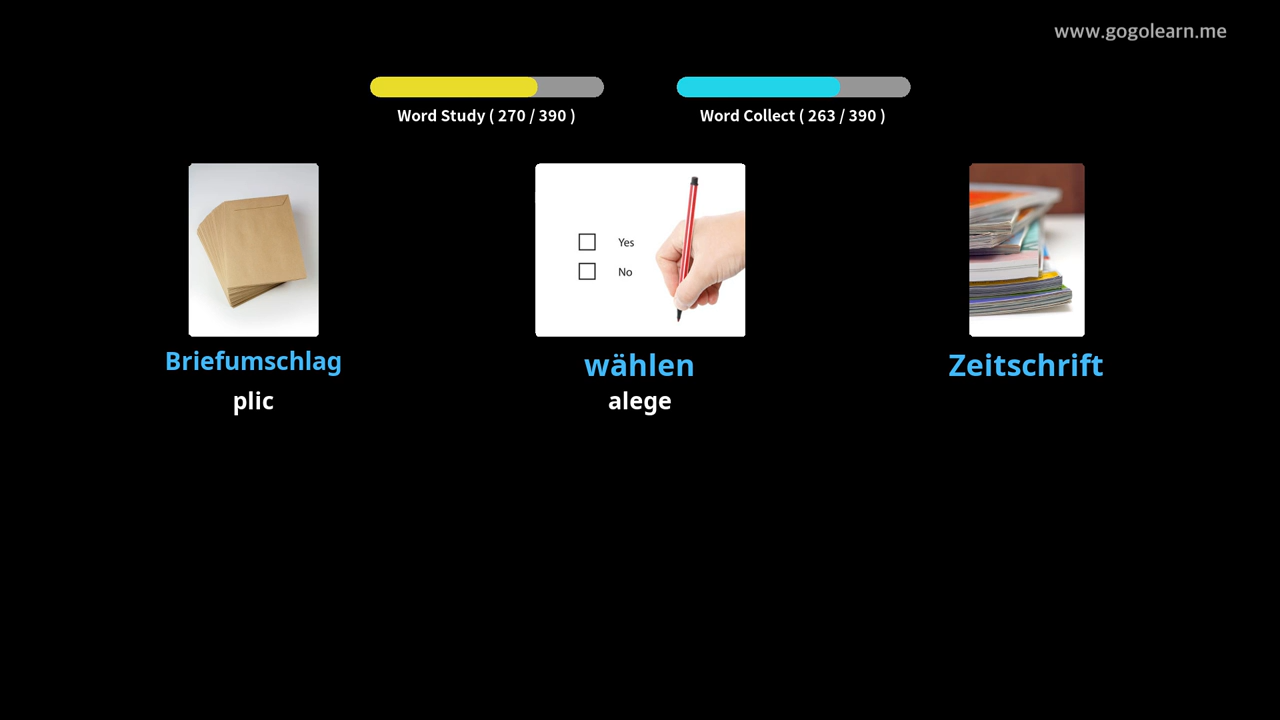 www.gogolearn.me
Word Study ( 270 / 390 )
Word Collect ( 263 / 390 )
Yes
No
Briefumschlag
wählen
Zeitschrift
plic
alege